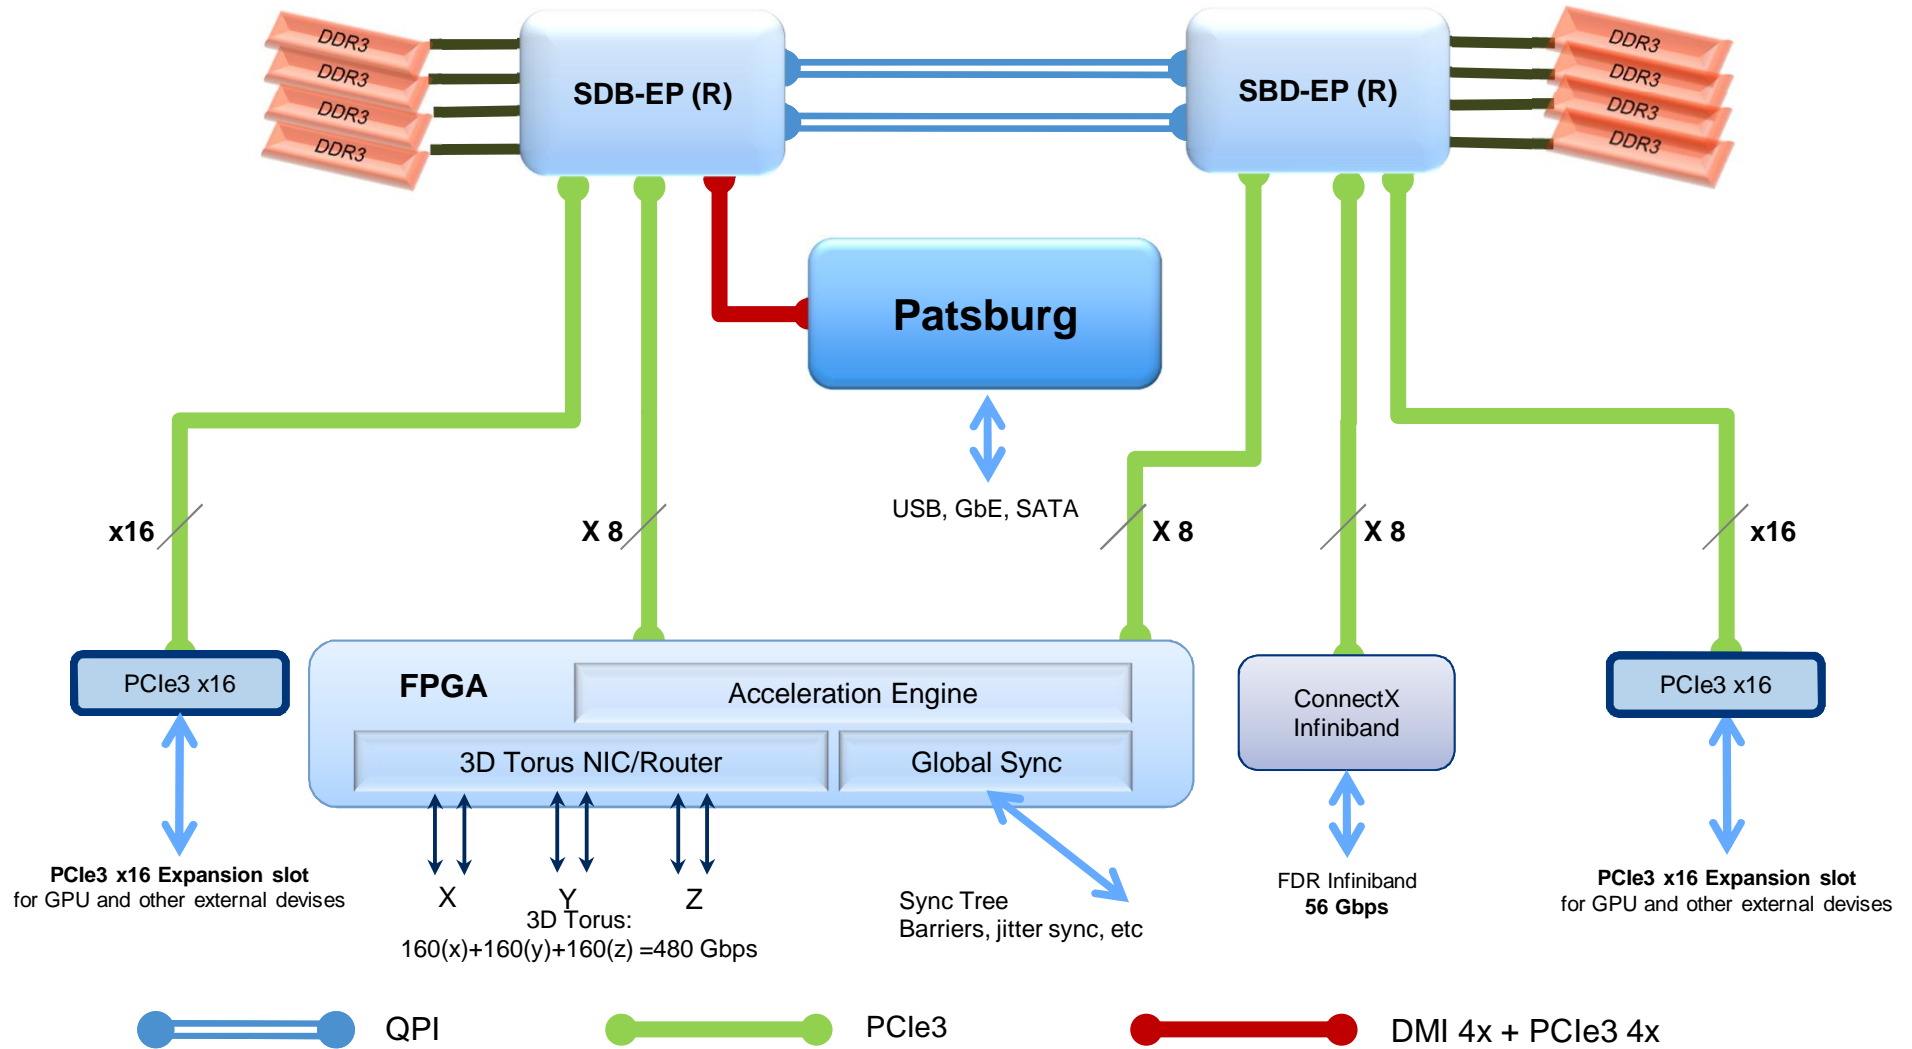 DDR3
DDR3
DDR3
DDR3
SDB-EP (R)
SBD-EP (R)
DDR3
DDR3
DDR3
DDR3
Patsburg
USB, GbE, SATA
x16
X 8
X 8
X 8
x16
PCIe3 x16
FPGA
Acceleration Engine
3D Torus NIC/Router
Global Sync
ConnectX
Infiniband
PCIe3 x16
PCIe3 x16 Expansion slot
for GPU and other external devises
X
Y
Z
3D Torus:
160(x)+160(y)+160(z) =480 Gbps
Sync Tree
Barriers, jitter sync, etc
FDR Infiniband
56 Gbps
PCIe3 x16 Expansion slot
for GPU and other external devises
QPI
PCIe3
DMI 4x + PCIe3 4x